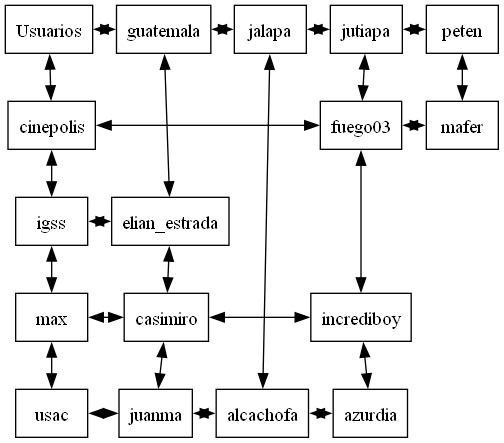 Usuarios guatemala jalapa jutiapa peten
cinepolis fuego03 mafer
igss elian_estrada
max casimiro incrediboy
usac juanma alcachofa azurdia